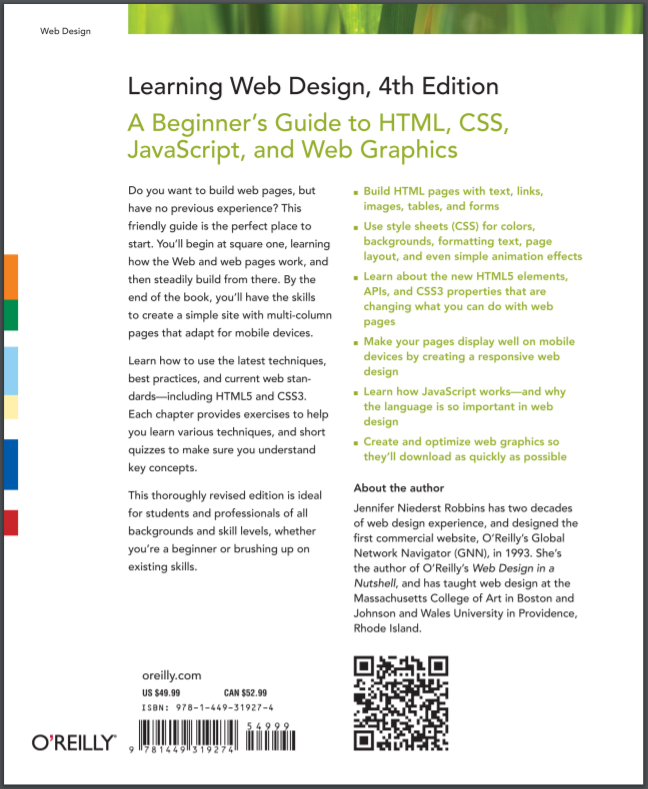 Web Design
Learning Web Design, 4th Edition
A Beginner's Guide to HTML, CSS,
JavaScript, and Web Graphics
Do you want to build web pages, but
have no previous experience? This
friendly guide is the perfect place to
start. You'll begin at square one, learning
how the Web and web pages work, and
then steadily build from there. By the
end of the book, you'll have the skills
to create a simple site with multi-column
pages that adapt for mobile devices.
Learn how to use the latest techniques,
best practices, and current web stan-
dards—including HTML5 and CSS3.
Each chapter provides exercises to help
you learn various techniques, and short
quizzes to make sure you understand
key concepts.
This thoroughly revised edition is ideal
for students and professionals of all
backgrounds and skill levels, whether
you're a beginner or brushing up on
existing skills.
▪ Build HTML pages with text, links,
images, tables, and forms
▪ Use style sheets (CSS) for colors,
backgrounds, formatting text, page
layout, and even simple animation effects
▪ Learn about the new HTML5 elements,
APIs, and CSS3 properties that are
changing what you can do with web
pages
▪ Make your pages display well on mobile
devices by creating a responsive web
design
▪ Learn how JavaScript works—and why
the language is so important in web
design
▪ Create and optimize web graphics so
they'll download as quickly as possible
About the author
Jennifer Niederst Robbins has two decades
of web design experience, and designed the
first commercial website, O'Reilly's Global
Network Navigator (GNN), in 1993. She's
the author of O'Reilly's Web Design in a
Nutshell, and has taught web design at the
Massachusetts College of Art in Boston and
Johnson and Wales University in Providence,
Rhode Island.
oreilly.com
US $49.99 CAN $52.99
ISBN: 978-1-449-31927-4
54999
9 781449 319274
O'REILLY®